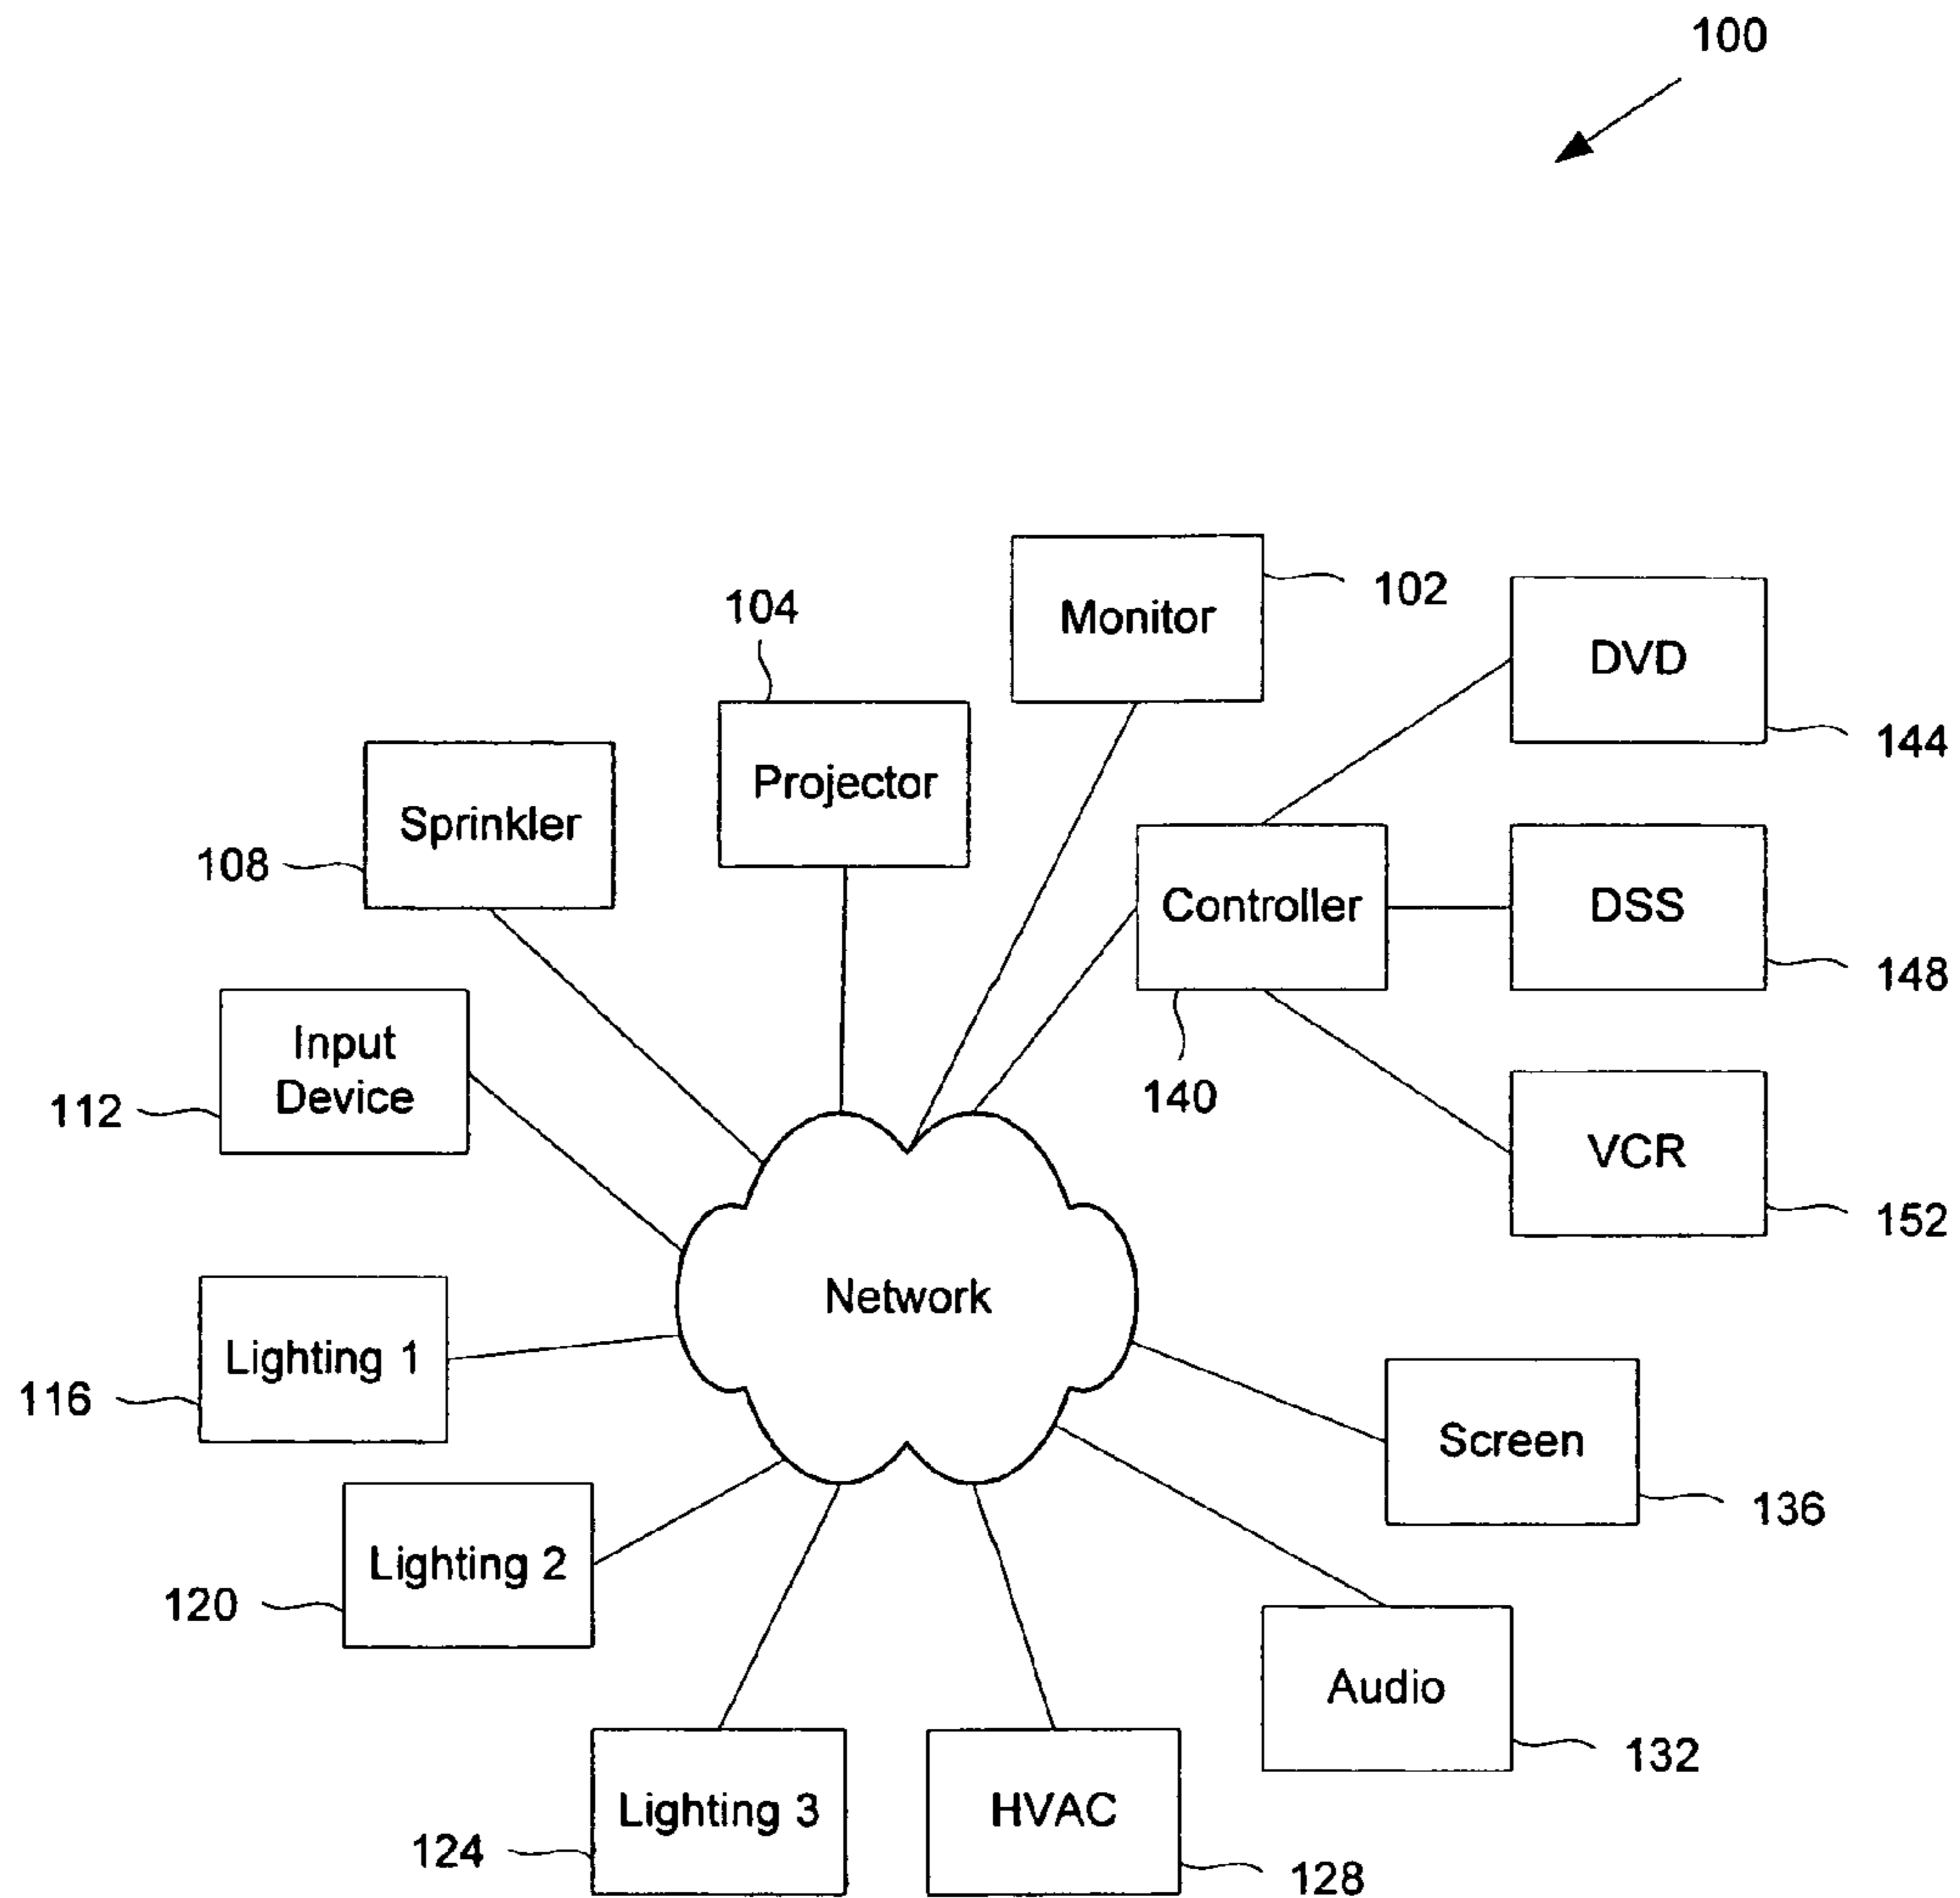 100
Monitor
102
DVD
144
104
Projector
Sprinkler
108
Controller
140
DSS
148
Input
Device
112
VCR
152
Network
Lighting 1
116
Screen
136
Lighting 2
120
Audio
132
Lighting 3
124
HVAC
128